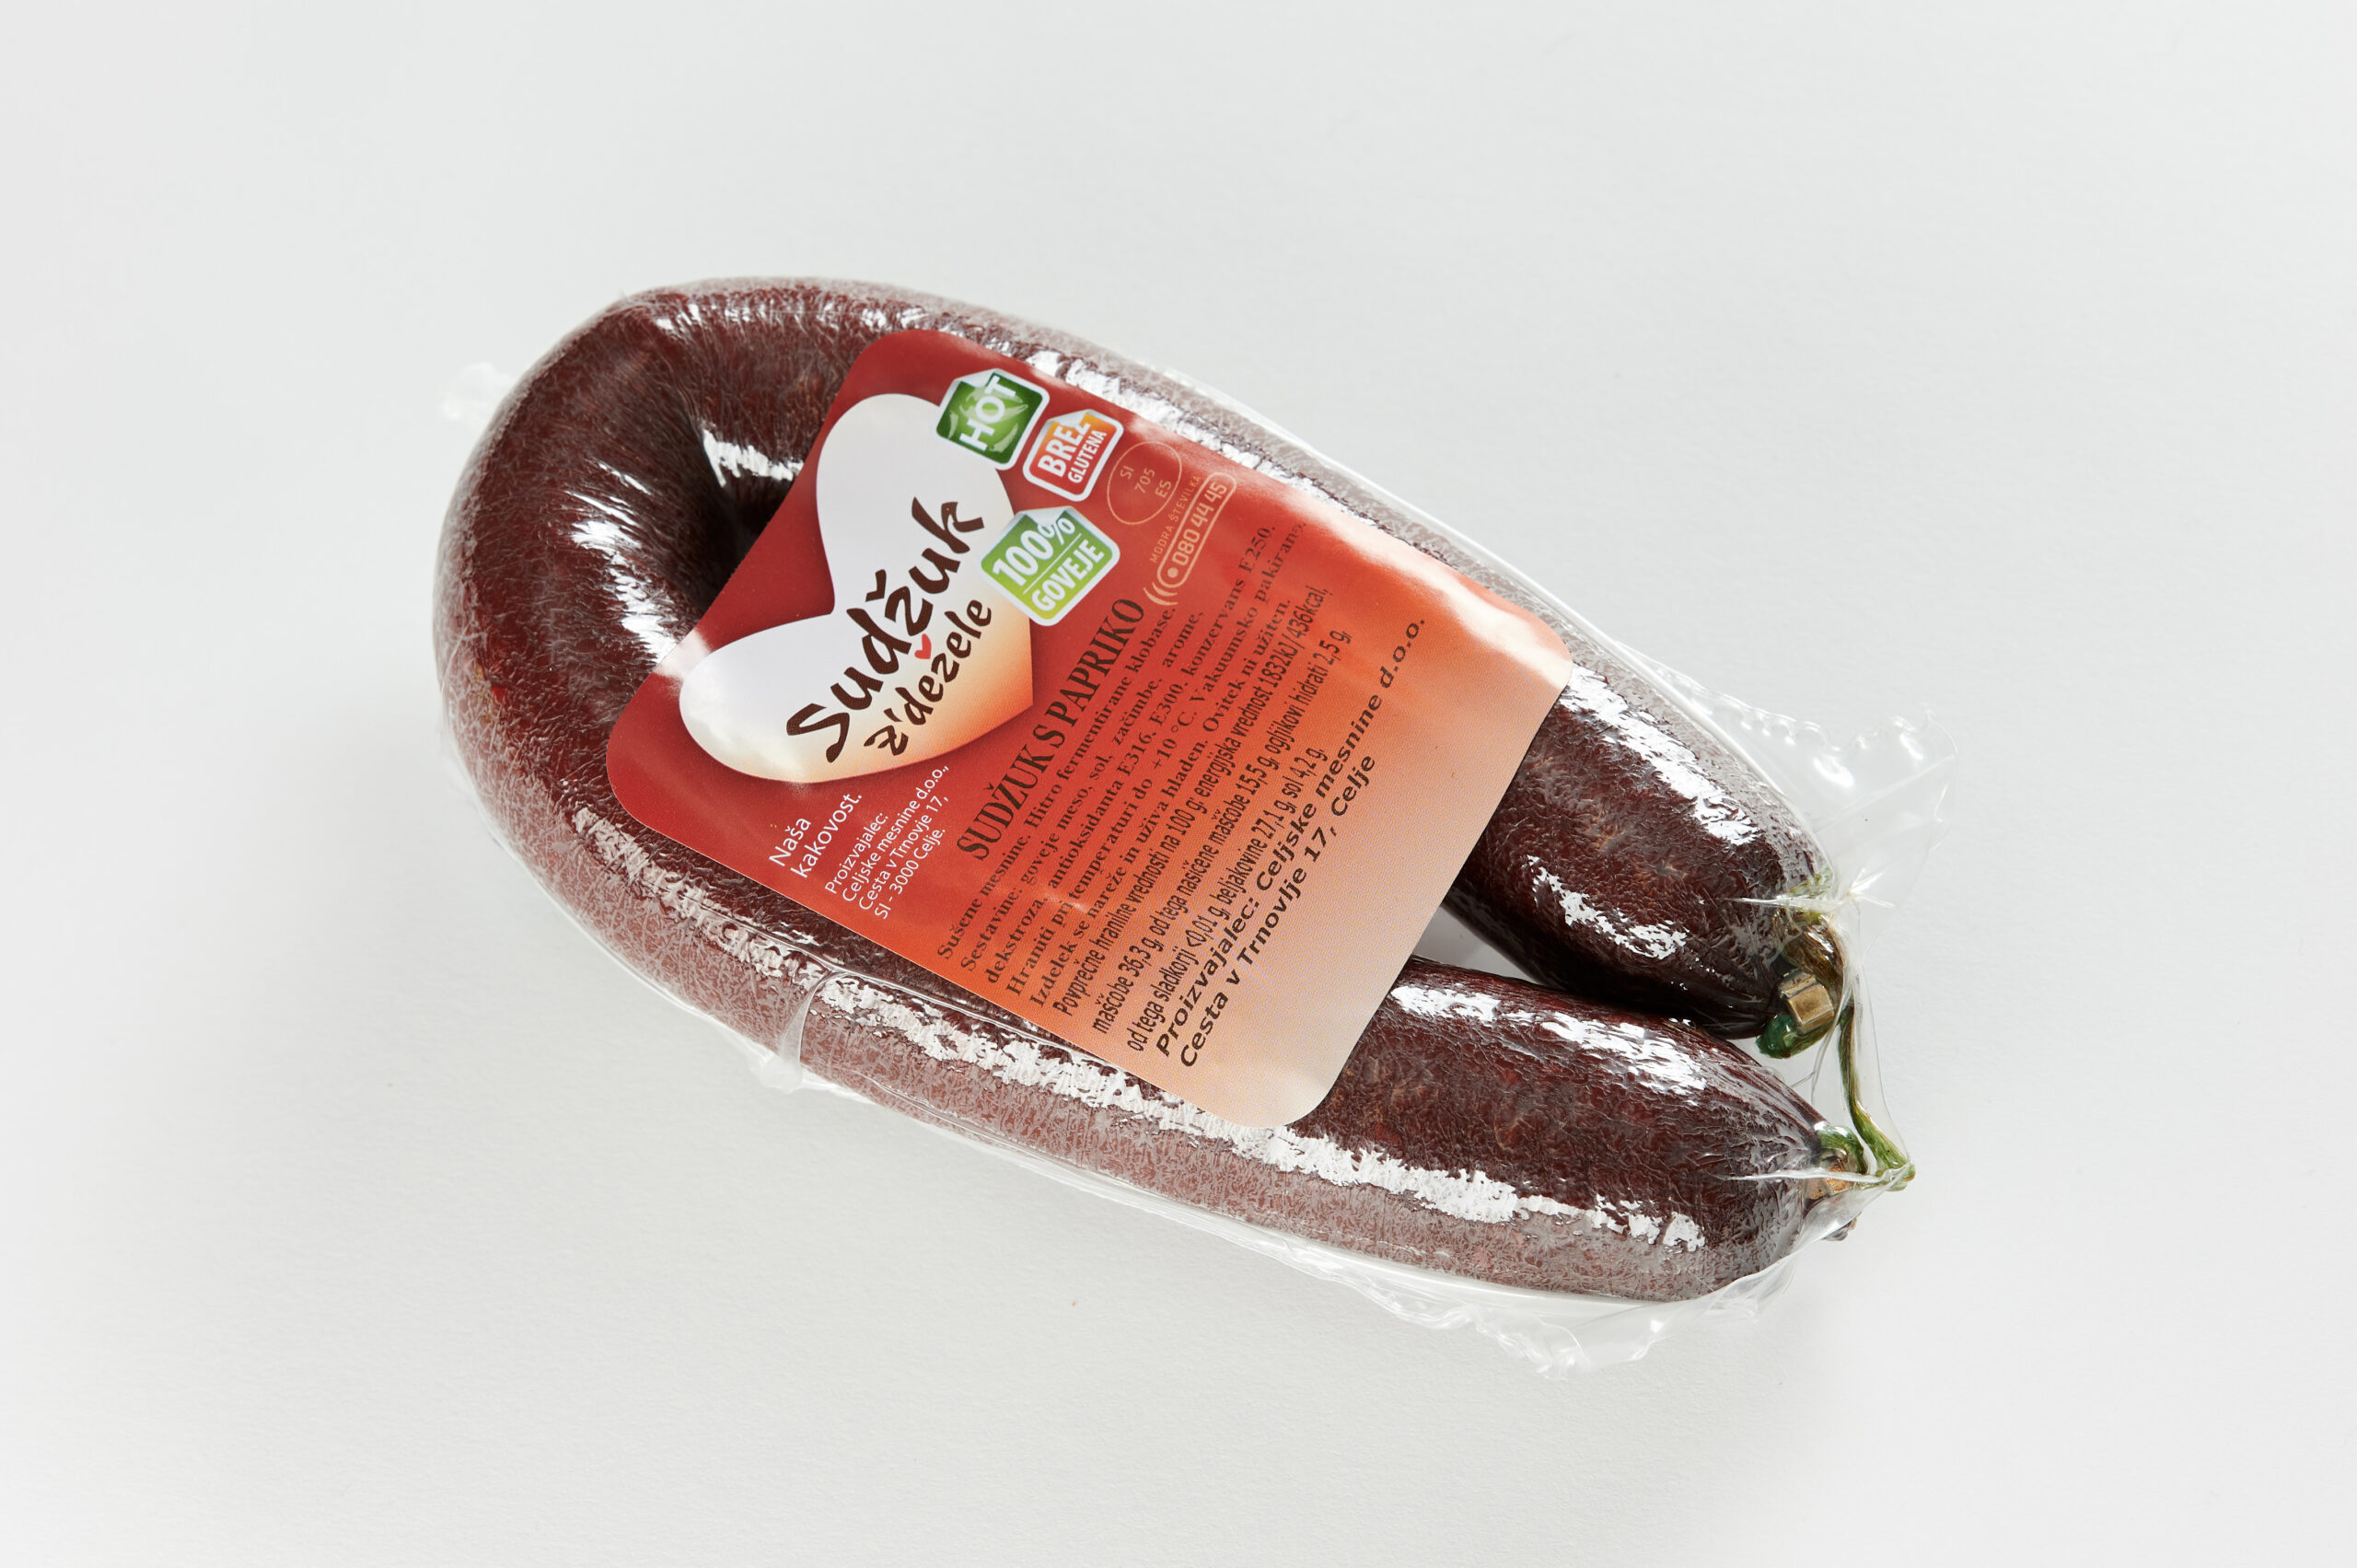 HOT
BREZ
GLUTENA
100%
GOVEJE
SI
705
ES
MODRA ŠTEVILKA
080 44 45
sudžuk
z'dezele
Naša
kakovost.
Proizvajalec:
Celjske mesnine d.o.o.,
Cesta v Trnovje 17,
SI - 3000 Celje.
SUDŽUK S PAPRIKO
Sušene mesnine. Hitro fermentirane klobase.
Sestavine: goveje meso, sol, začimbe, arome,
dekstroza, antioksidanta E316, E300, konzervans E250.
Hraniti pri temperaturi do +10 °C. Vakuumsko pakirano.
Izdelek se nareže in uživa hladen. Ovitek ni užiten.
Povprečne hranilne vrednosti na 100 g: energijska vrednost 1832kJ/436kcal,
maščobe 36,3 g, od tega nasičene maščobe 15,5 g, ogljikovi hidrati 2,5 g,
od tega sladkorji <0,01 g, beljakovine 27,1 g, sol 4,2 g.
Proizvajalec: Celjske mesnine d.o.o.
Cesta v Trnovlje 17, Celje